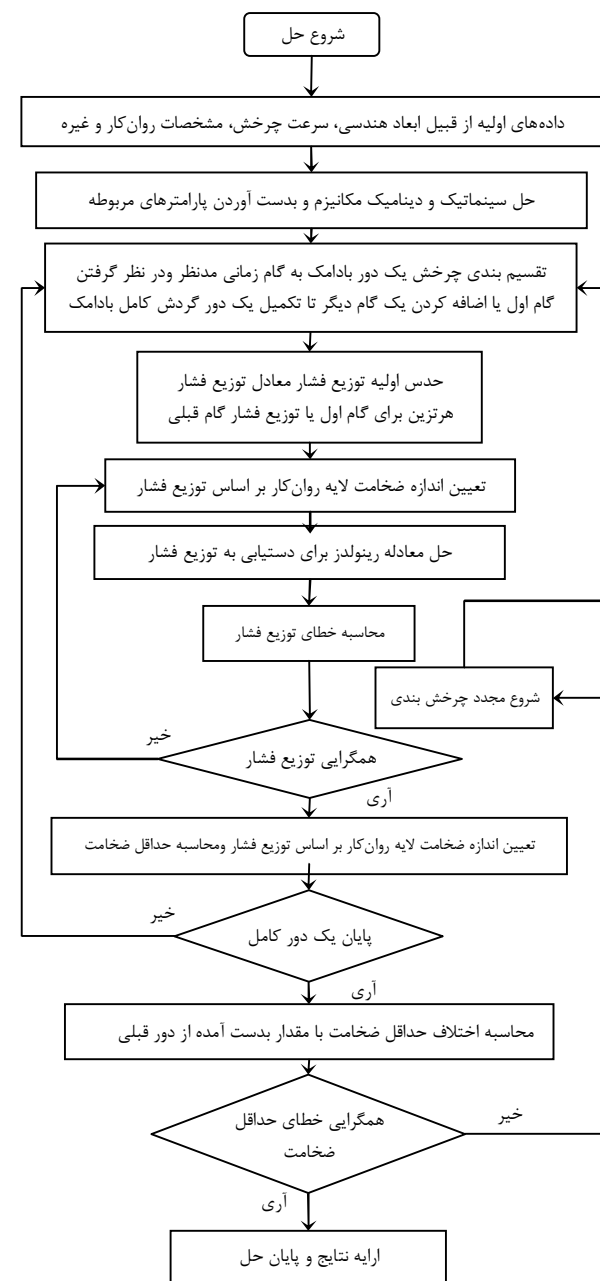 شروع حل
داده‌های اولیه از قبیل ابعاد هندسی، سرعت چرخش، مشخصات روان‌کار و غیره
حل سینماتیک و دینامیک مکانیزم و بدست آوردن پارامترهای مربوطه
تقسیم بندی چرخش یک دور بادامک به گام زمانی مدنظر ودر نظر گرفتن
گام اول یا اضافه کردن یک گام دیگر تا تکمیل یک دور گردش کامل بادامک
حدس اولیه توزیع فشار معادل توزیع فشار
هرتزین برای گام اول یا توزیع فشار گام قبلی
تعیین اندازه ضخامت لایه روان‌کار بر اساس توزیع فشار
حل معادله رینولدز برای دستیابی به توزیع فشار
محاسبه خطای توزیع فشار
شروع مجدد چرخش بندی
خیر
همگرایی توزیع فشار
آری
تعیین اندازه ضخامت لایه روان‌کار بر اساس توزیع فشار ومحاسبه حداقل ضخامت
خیر
پایان یک دور کامل
آری
محاسبه اختلاف حداقل ضخامت با مقدار بدست آمده از دور قبلی
خیر
همگرایی خطای حداقل
ضخامت
آری
ارایه نتایج و پایان حل